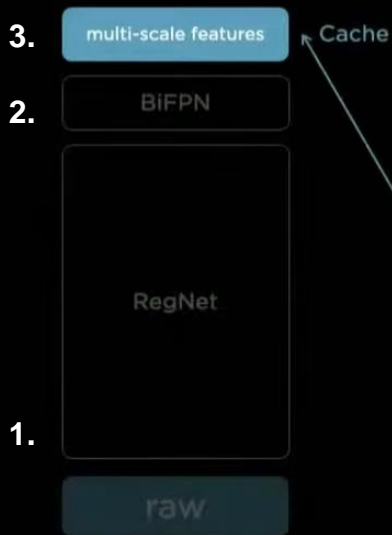 3. multi-scale features Cache
2. BiFPN
RegNet
1.
raw